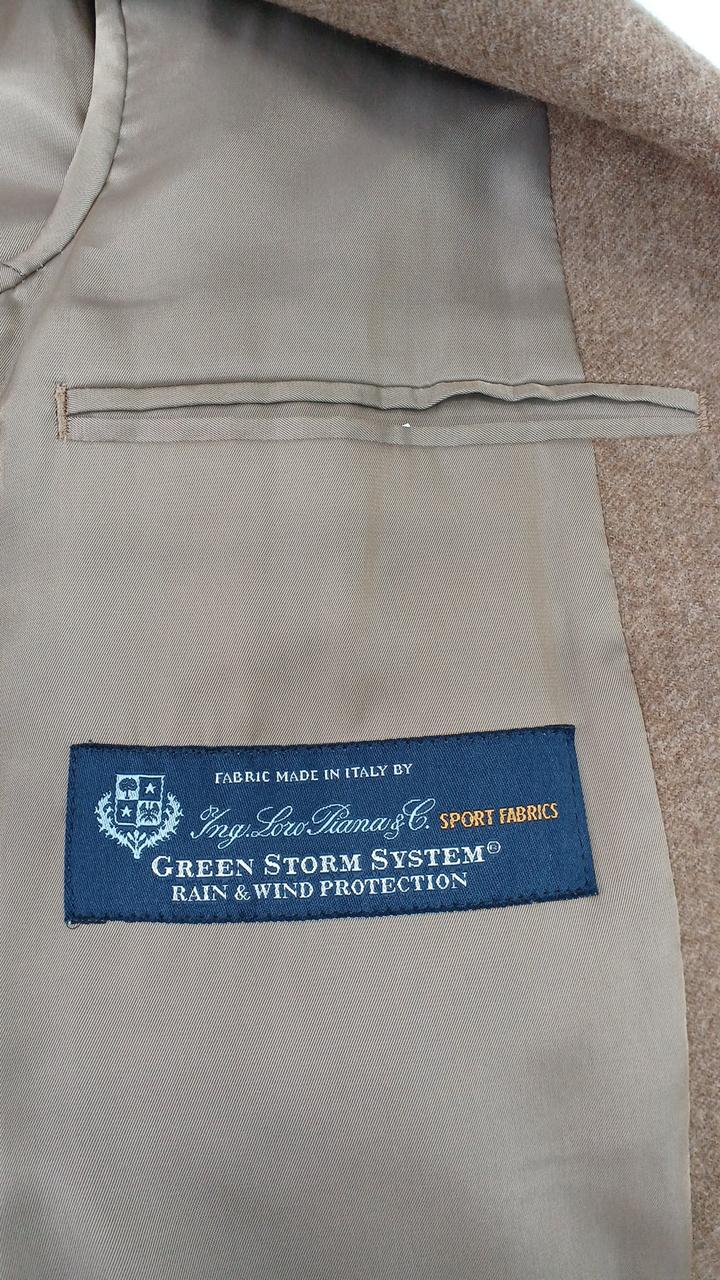 FABRIC MADE IN ITALY BY
Ing. Loro Piana & C. SPORT FABRICS
GREEN STORM SYSTEM®
RAIN & WIND PROTECTION